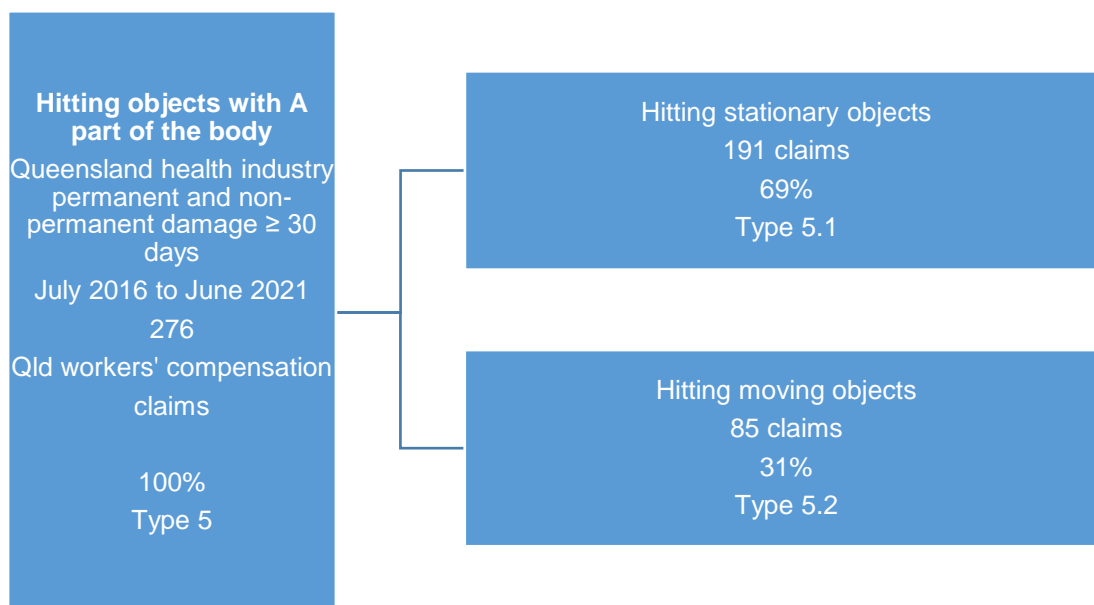 Hitting objects with A
part of the body
Queensland health industry
permanent and non-
permanent damage ≥ 30
days
July 2016 to June 2021
276
Qld workers' compensation
claims
100%
Type 5
Hitting stationary objects
191 claims
69%
Type 5.1
Hitting moving objects
85 claims
31%
Type 5.2